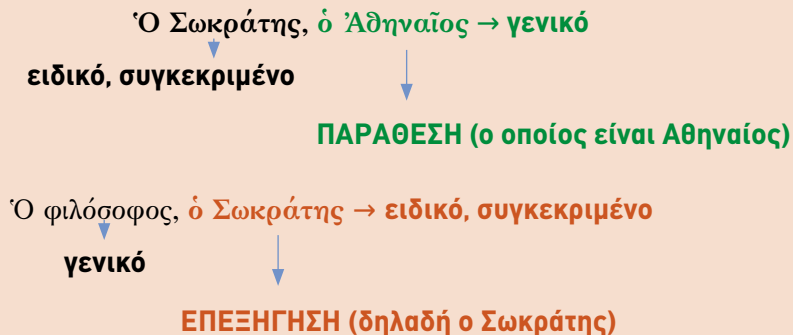 Ὁ Σωκράτης, ὁ Ἀθηναῖος → γενικό
ειδικό, συγκεκριμένο
ΠΑΡΑΘΕΣΗ (ο οποίος είναι Αθηναίος)
Ὁ φιλόσοφος, ὁ Σωκράτης → ειδικό, συγκεκριμένο
γενικό
ΕΠΕΞΗΓΗΣΗ (δηλαδή ο Σωκράτης)